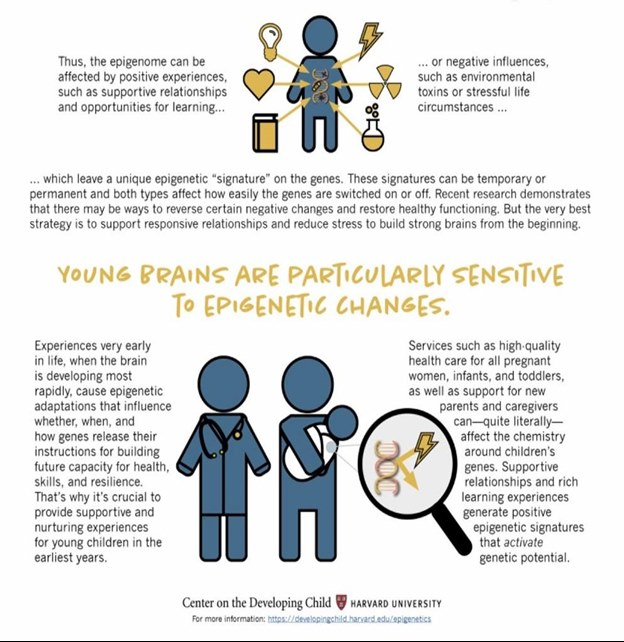 Thus, the epigenome can be
affected by positive experiences,
such as supportive relationships
and opportunities for learning...
... or negative influences,
such as environmental
toxins or stressful life
circumstances ...
... which leave a unique epigenetic “signature” on the genes. These signatures can be temporary or
permanent and both types affect how easily the genes are switched on or off. Recent research demonstrates
that there may be ways to reverse certain negative changes and restore healthy functioning. But the very best
strategy is to support responsive relationships and reduce stress to build strong brains from the beginning.
YOUNG BRAINS ARE PARTICULARLY SENSITIVE
TO EPIGENETIC CHANGES.
Experiences very early
in life, when the brain
is developing most
rapidly, cause epigenetic
adaptations that influence
whether, when, and
how genes release their
instructions for building
future capacity for health,
skills, and resilience.
That's why it's crucial to
provide supportive and
nurturing experiences
for young children in the
earliest years.
Services such as high-quality
health care for all pregnant
women, infants, and toddlers,
as well as support for new
parents and caregivers
can—quite literally—
affect the chemistry
around children's
genes. Supportive
relationships and rich
learning experiences
generate positive
epigenetic signatures
that activate
genetic potential.
Center on the Developing Child HARVARD UNIVERSITY
For more information: https://developingchild.harvard.edu/epigenetics